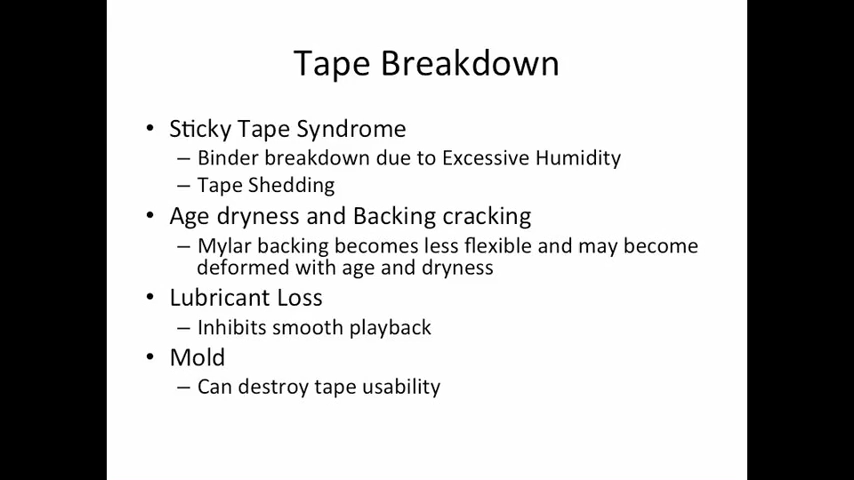 Tape Breakdown
• Sticky Tape Syndrome
– Binder breakdown due to Excessive Humidity
– Tape Shedding
• Age dryness and Backing cracking
– Mylar backing becomes less flexible and may become
deformed with age and dryness
• Lubricant Loss
– Inhibits smooth playback
• Mold
– Can destroy tape usability